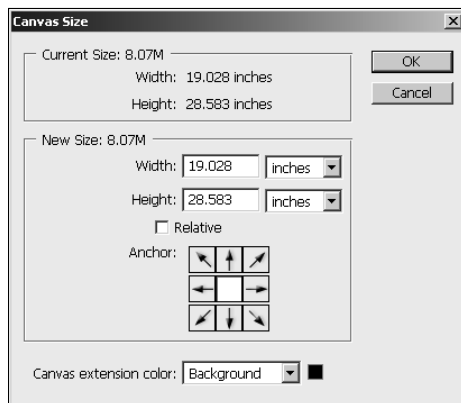 Canvas Size
Current Size: 8.07M
Width: 19.028 inches
Height: 28.583 inches
OK
Cancel
New Size: 8.07M
Width: 19.028 inches
Height: 28.583 inches
Relative
Anchor:
Canvas extension color: Background